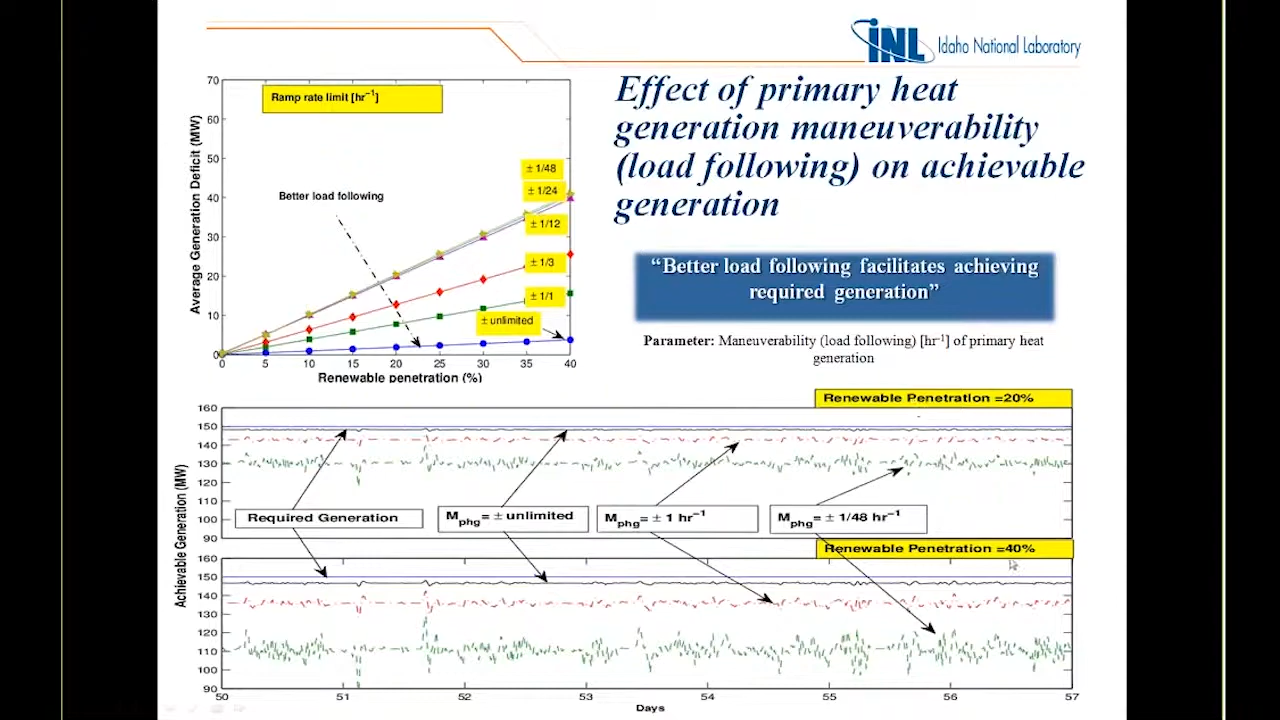 INL Idaho National Laboratory
Effect of primary heat
generation maneuverability
(load following) on achievable
generation
“Better load following facilitates achieving
required generation”
Parameter: Maneuverability (load following) [hr-1] of primary heat
generation
Ramp rate limit [hr-1]
Average Generation Deficit (MW)
70
60
50
40
30
20
10
0
Better load following
± 1/48
± 1/24
± 1/12
± 1/3
± 1/1
± unlimited
0 5 10 15 20 25 30 35 40
Renewable penetration (%)
Renewable Penetration =20%
Achievable Generation (MW)
160
150
140
130
120
110
100
90
Required Generation
Mphg= ± unlimited
Mphg= ± 1 hr-1
Mphg= ± 1/48 hr-1
Renewable Penetration =40%
160
150
140
130
120
110
100
90
50 51 52 53 54 55 56 57
Days